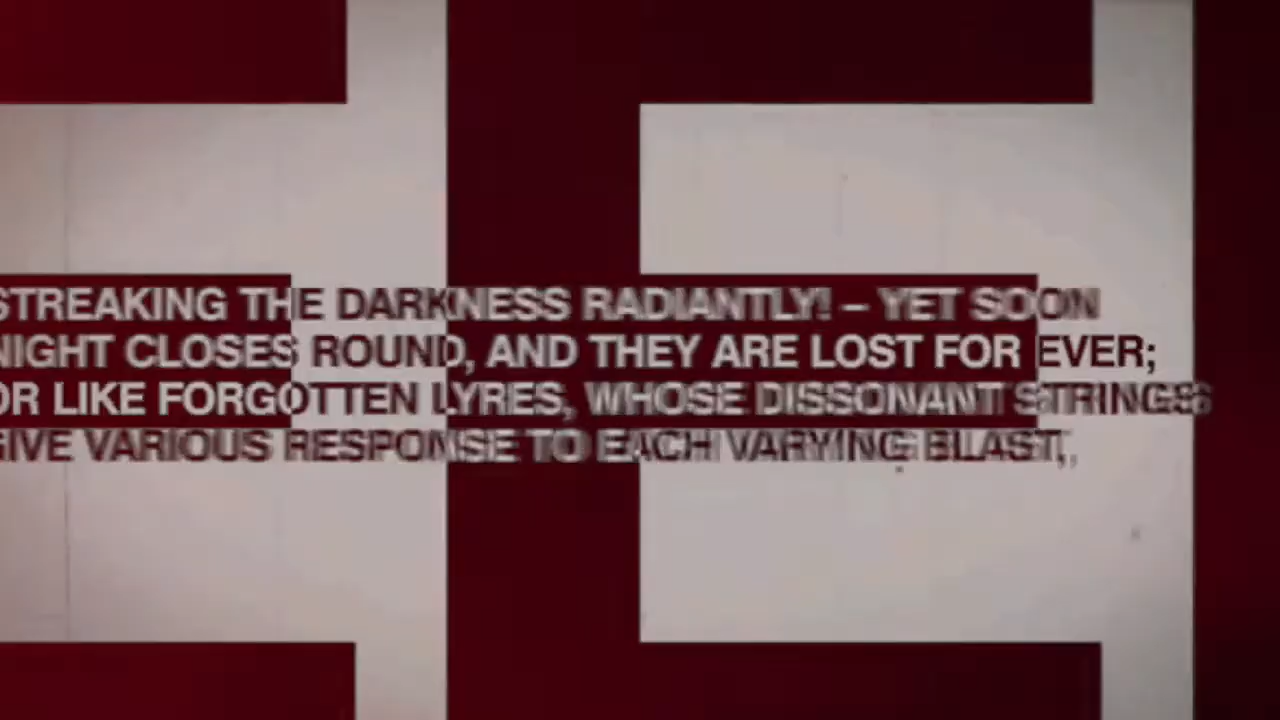 STREAKING THE DARKNESS RADIANTLY! – YET SOON
NIGHT CLOSES ROUND, AND THEY ARE LOST FOR EVER;
OR LIKE FORGOTTEN LYRES, WHOSE DISSONANT STRINGS
GIVE VARIOUS RESPONSE TO EACH VARYING BLAST,